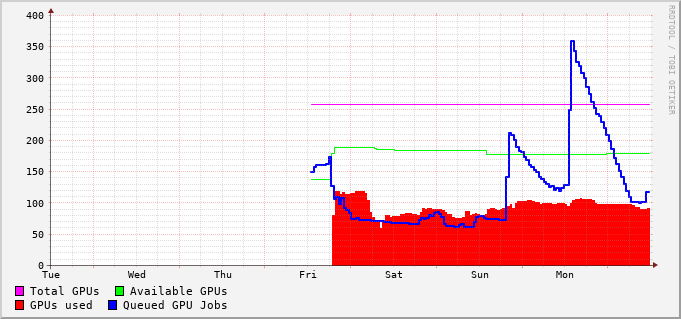 400
350
300
250
200
150
100
50
0
Tue Wed Thu Fri Sat Sun Mon
Total GPUs Available GPUs
GPUs used Queued GPU Jobs
RRDTOOL / TOBI OETIKER